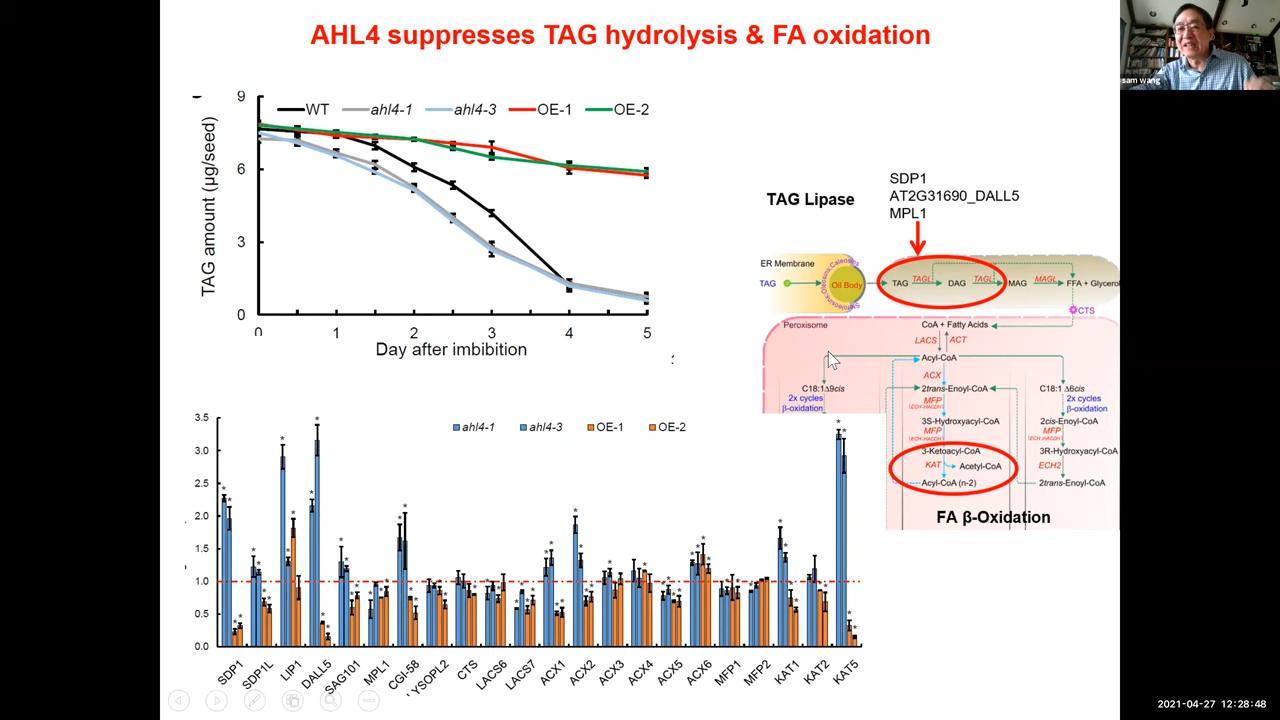 AHL4 suppresses TAG hydrolysis & FA oxidation
sam wang
9
WT
ahl4-1
ahl4-3
OE-1
OE-2
6
3
0
TAG amount (µg/seed)
0 1 2 3 4 5
Day after imbibition
TAG Lipase
SDP1
AT2G31690_DALL5
MPL1
ER Membrane
TAG
Oil Body
TAG TAGL DAG TAGL MAG MAGL FFA + Glycerol
CTS
Peroxisome
CoA + Fatty Acids
LACS ACT
Acyl-CoA
ACX
C18:1Δ9cis
2trans-Enoyl-CoA
C18:1 Δ6cis
2x cycles
β-oxidation
2x cycles
β-oxidation
MFP
3S-Hydroxyacyl-CoA
2cis-Enoyl-CoA
MFP
MFP
3-Ketoacyl-CoA
3R-Hydroxyacyl-CoA
KAT
Acetyl-CoA
ECH2
Acyl-CoA (n-2)
2trans-Enoyl-CoA
FA β-Oxidation
3.5
3.0
2.5
2.0
1.5
1.0
0.5
0.0
ahl4-1
ahl4-3
OE-1
OE-2
SDP1 SDP1L LIP1 DALL5 SAG101 MPL1 CGI-58 YSOPL2 CTS LACS6 LACS7 ACX1 ACX2 ACX3 ACX4 ACX5 ACX6 MFP1 MFP2 KAT1 KAT2 KAT5
2021-04-27 12:28:48